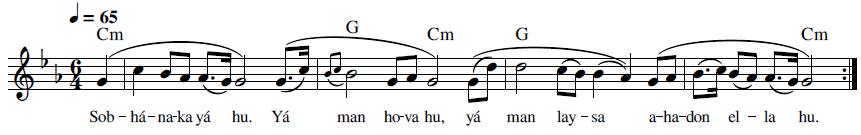 ♩ = 65
Cm G Cm G Cm
6
4
Sob – há – na – ka yá hu. Yá man ho – va hu, yá man lay – sa a – ha – don el – la hu.